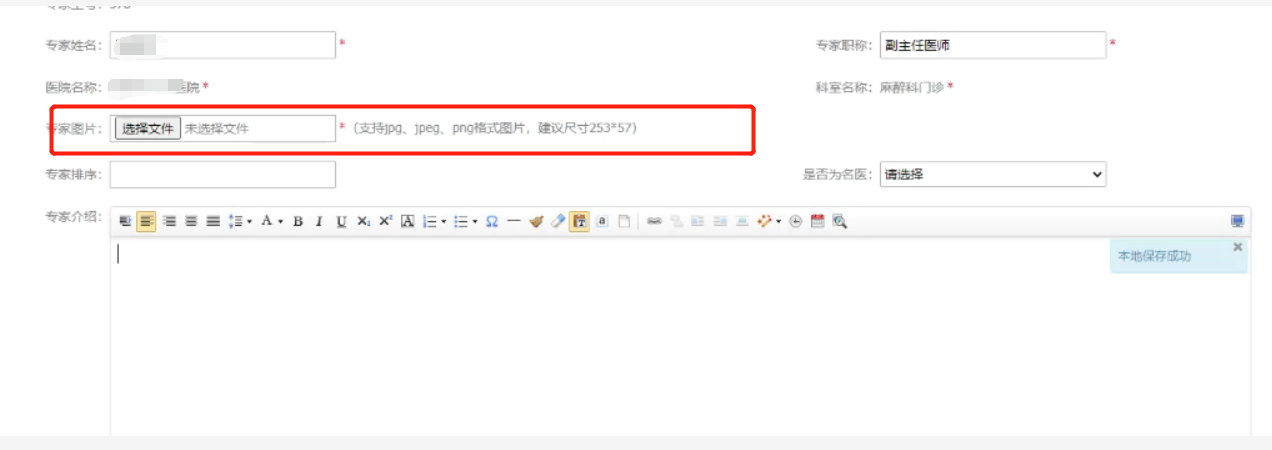 专家姓名： *
专家职称： 副主任医师 *
医院名称： 医院 *
科室名称： 麻醉科门诊 *
专家图片： 选择文件 未选择文件 * (支持jpg、jpeg、png格式图片，建议尺寸253*57)
专家排序：
是否为名医： 请选择
专家介绍：
本地保存成功